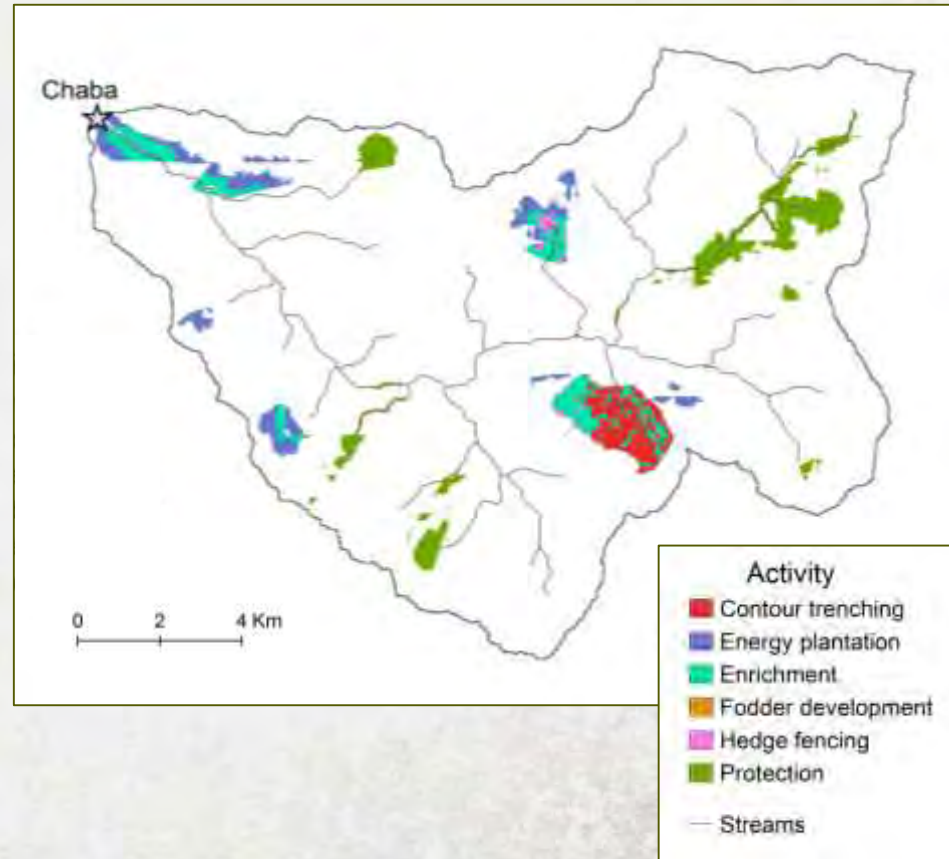 Chaba
0 2 4 Km
Activity
Contour trenching
Energy plantation
Enrichment
Fodder development
Hedge fencing
Protection
Streams